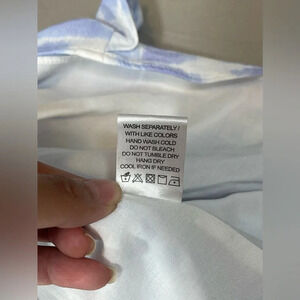 WASH SEPARATELY /
WITH LIKE COLORS
HAND WASH COLD
DO NOT BLEACH
DO NOT TUMBLE DRY
HANG DRY
COOL IRON IF NEEDED